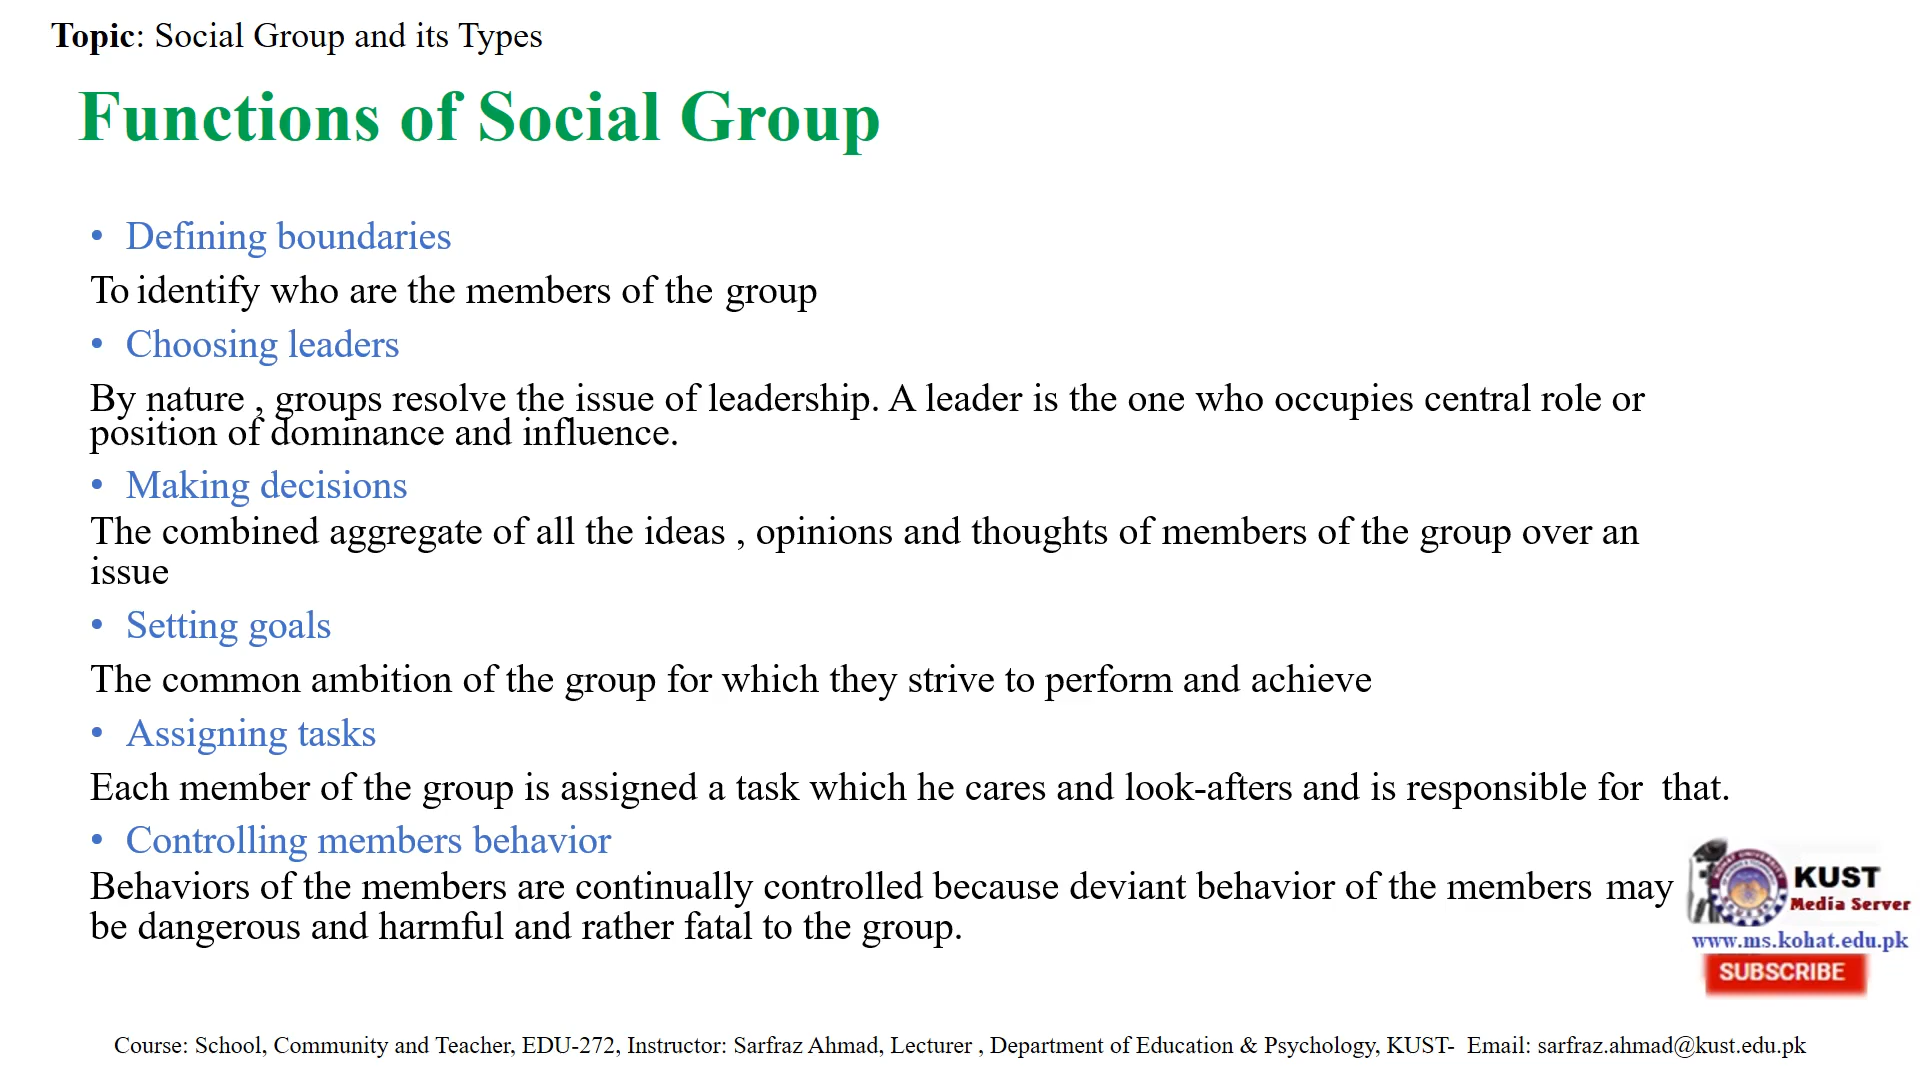 Topic: Social Group and its Types
Functions of Social Group
• Defining boundaries
To identify who are the members of the group
• Choosing leaders
By nature , groups resolve the issue of leadership. A leader is the one who occupies central role or
position of dominance and influence.
• Making decisions
The combined aggregate of all the ideas , opinions and thoughts of members of the group over an
issue
• Setting goals
The common ambition of the group for which they strive to perform and achieve
• Assigning tasks
Each member of the group is assigned a task which he cares and look-afters and is responsible for that.
• Controlling members behavior
Behaviors of the members are continually controlled because deviant behavior of the members may
be dangerous and harmful and rather fatal to the group.
KUST
Media Server
www.ms.kohat.edu.pk
SUBSCRIBE
Course: School, Community and Teacher, EDU-272, Instructor: Sarfraz Ahmad, Lecturer , Department of Education & Psychology, KUST- Email: sarfraz.ahmad@kust.edu.pk